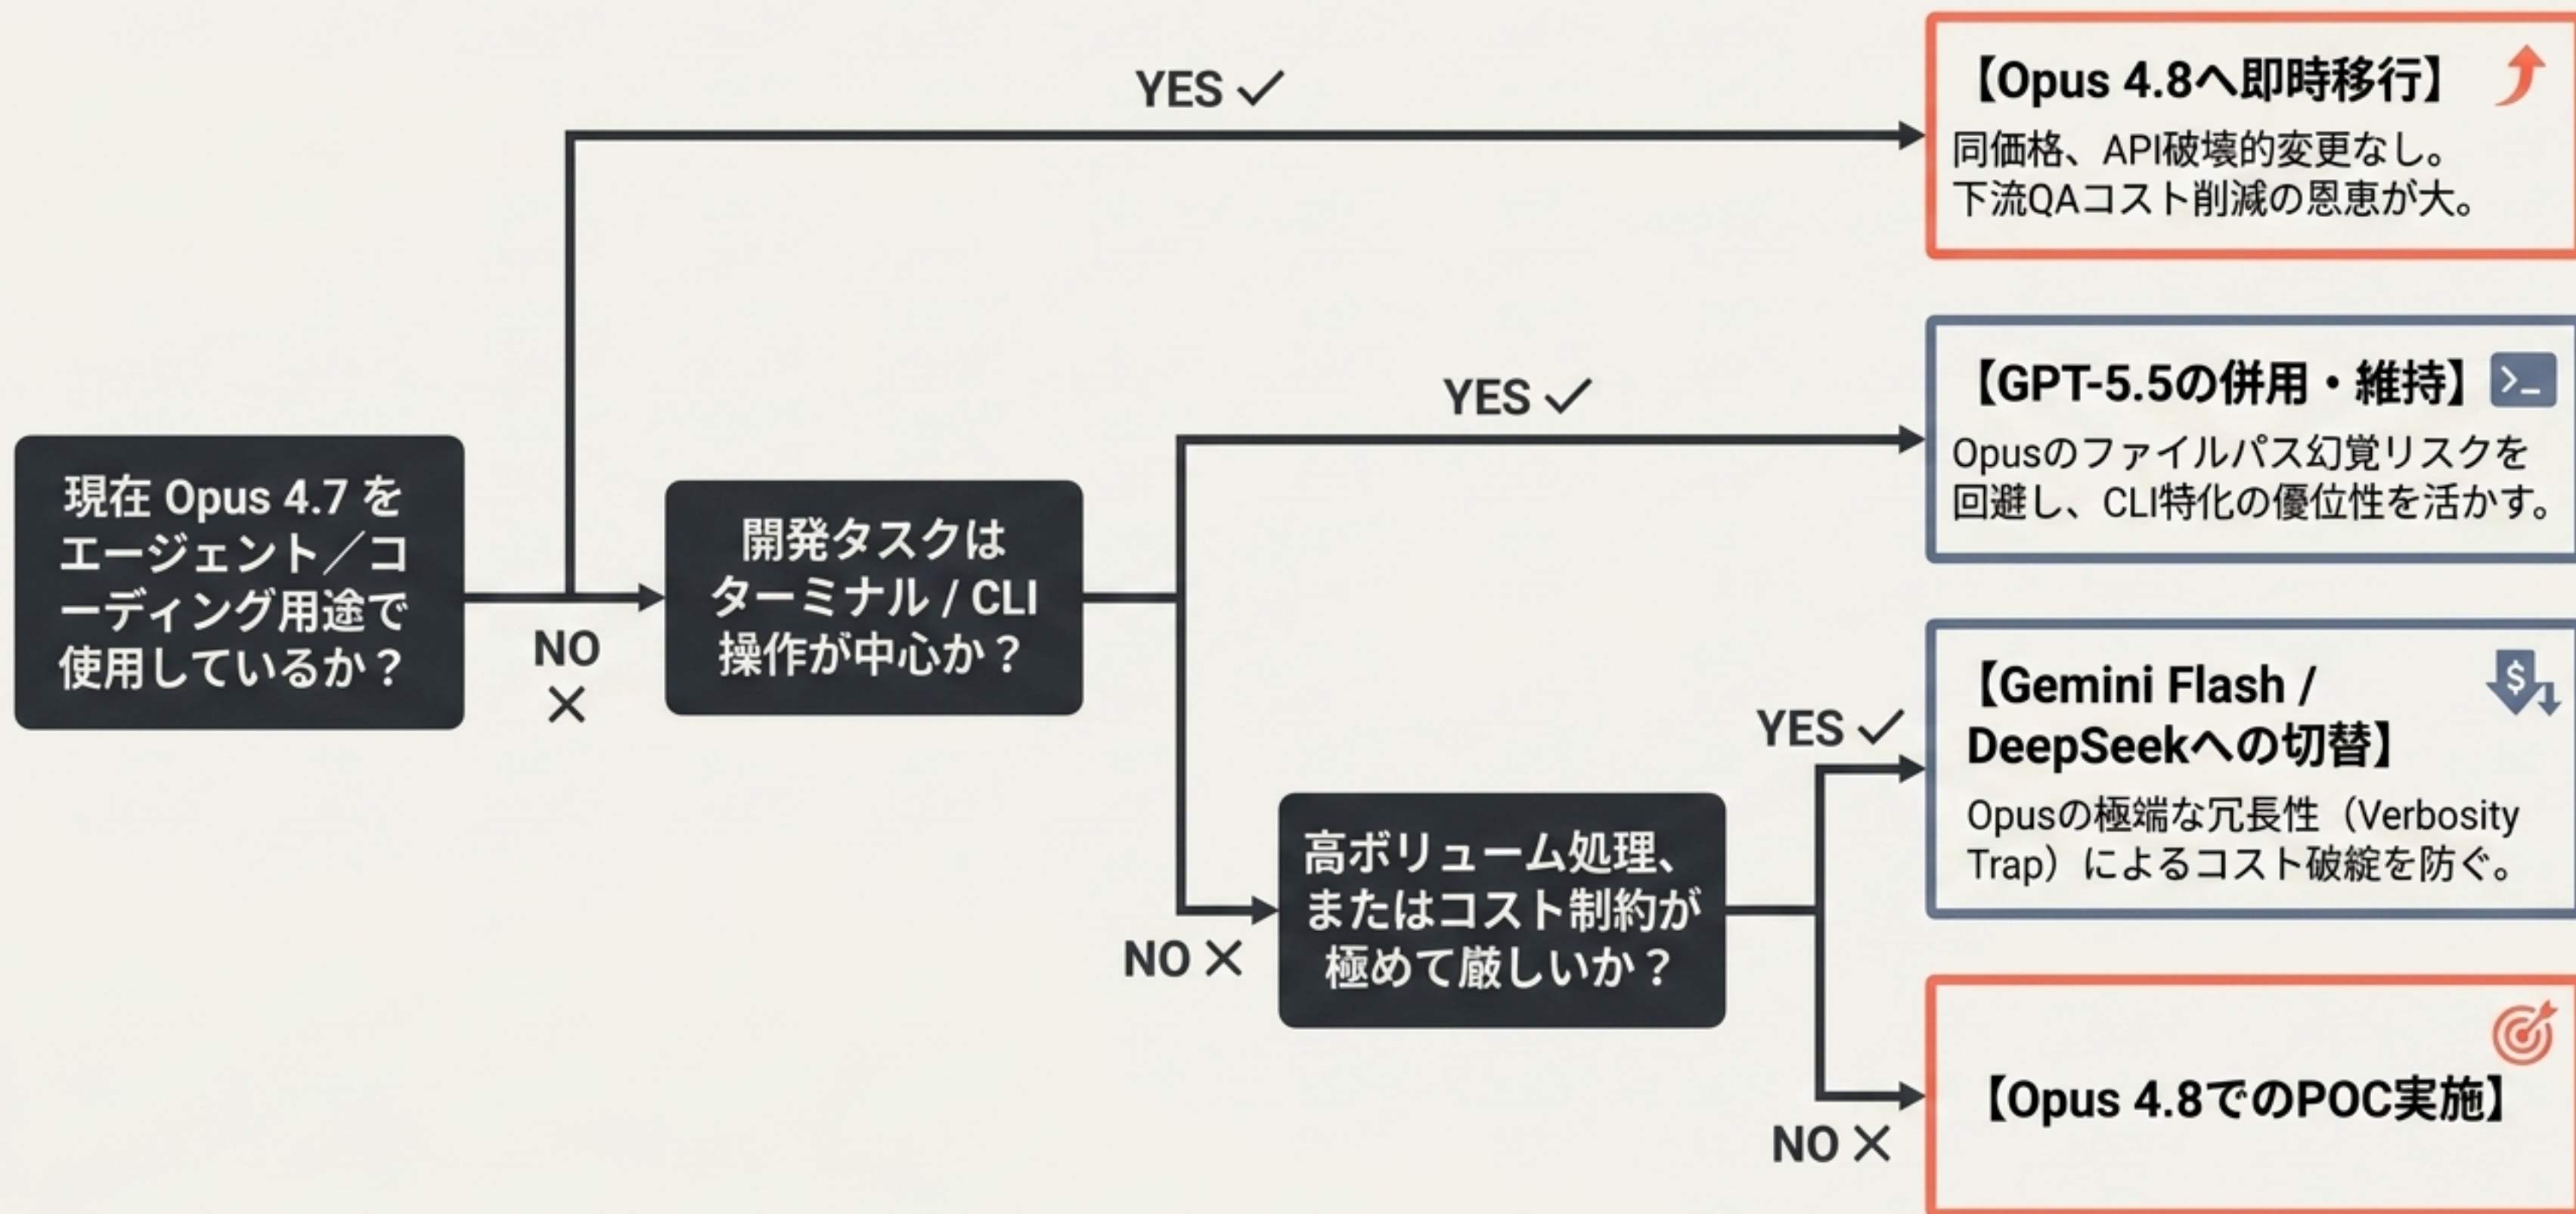 現在 Opus 4.7 を
エージェント／コ
ーディング用途で
使用しているか？
YES
NO
開発タスクは
ターミナル / CLI
操作が中心か？
YES
NO
高ボリューム処理、
またはコスト制約が
極めて厳しいか？
YES
NO
【Opus 4.8へ即時移行】
同価格、API破壊的変更なし。
下流QAコスト削減の恩恵が大。
【GPT-5.5の併用・維持】
>_
Opusのファイルパス幻覚リスクを
回避し、CLI特化の優位性を活かす。
【Gemini Flash /
DeepSeekへの切替】
$
Opusの極端な冗長性（Verbosity
Trap）によるコスト破綻を防ぐ。
【Opus 4.8でのPOC実施】